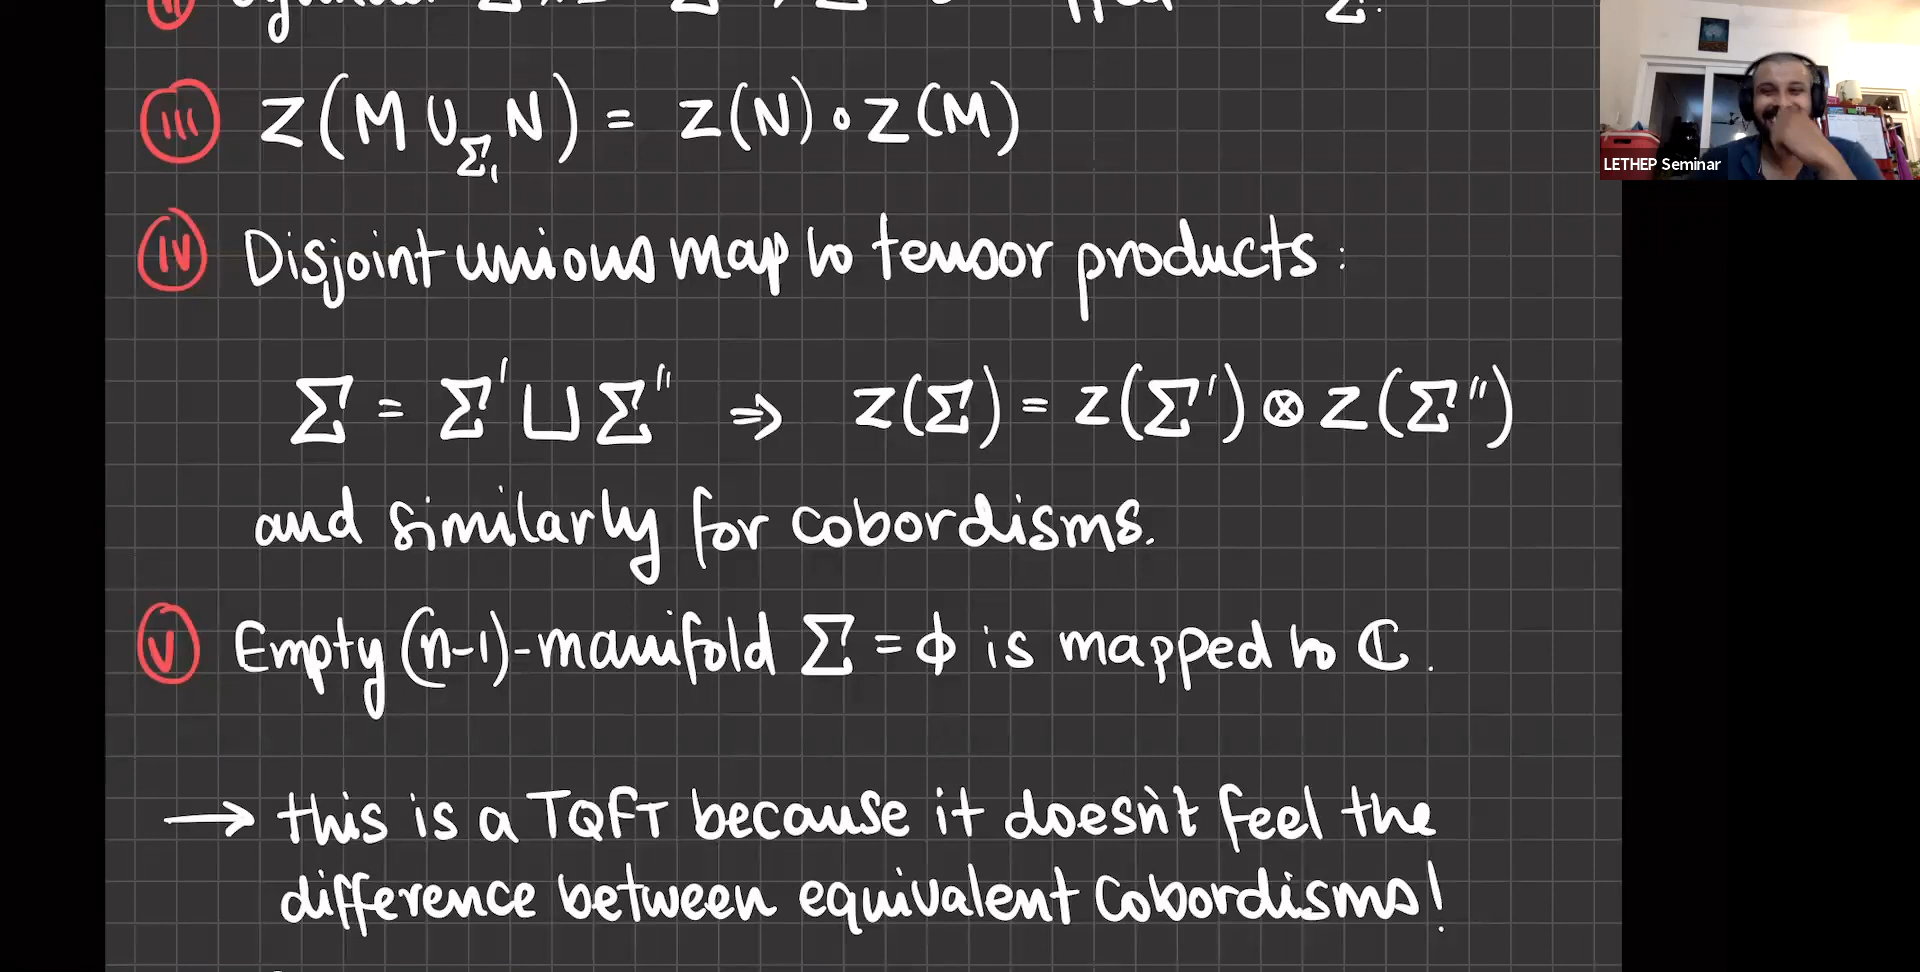 III Z(M ∪_Σ₁ N) = Z(N) ∘ Z(M)
LETHEP Seminar
IV Disjoint unions map to tensor products:
Σ = Σ' ⊔ Σ'' ⇒ Z(Σ) = Z(Σ') ⊗ Z(Σ'')
and similarly for cobordisms.
V Empty (n-1)-manifold Σ = ϕ is mapped to ℂ.
→ this is a TQFT because it doesn't feel the
difference between equivalent cobordisms!